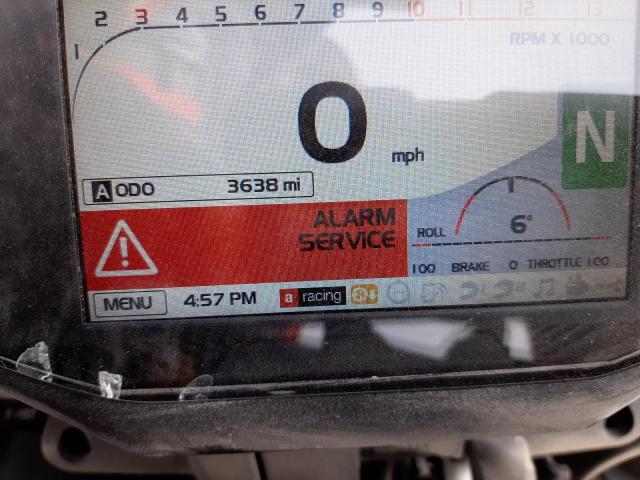 1 2 3 4 5 6 7 8 9 10 11 12 13
RPM X 1000
0 mph
N
A ODO 3638 mi
ALARM
SERVICE
ROLL 6°
100 BRAKE 0 THROTTLE 100
MENU 4:57 PM a racing